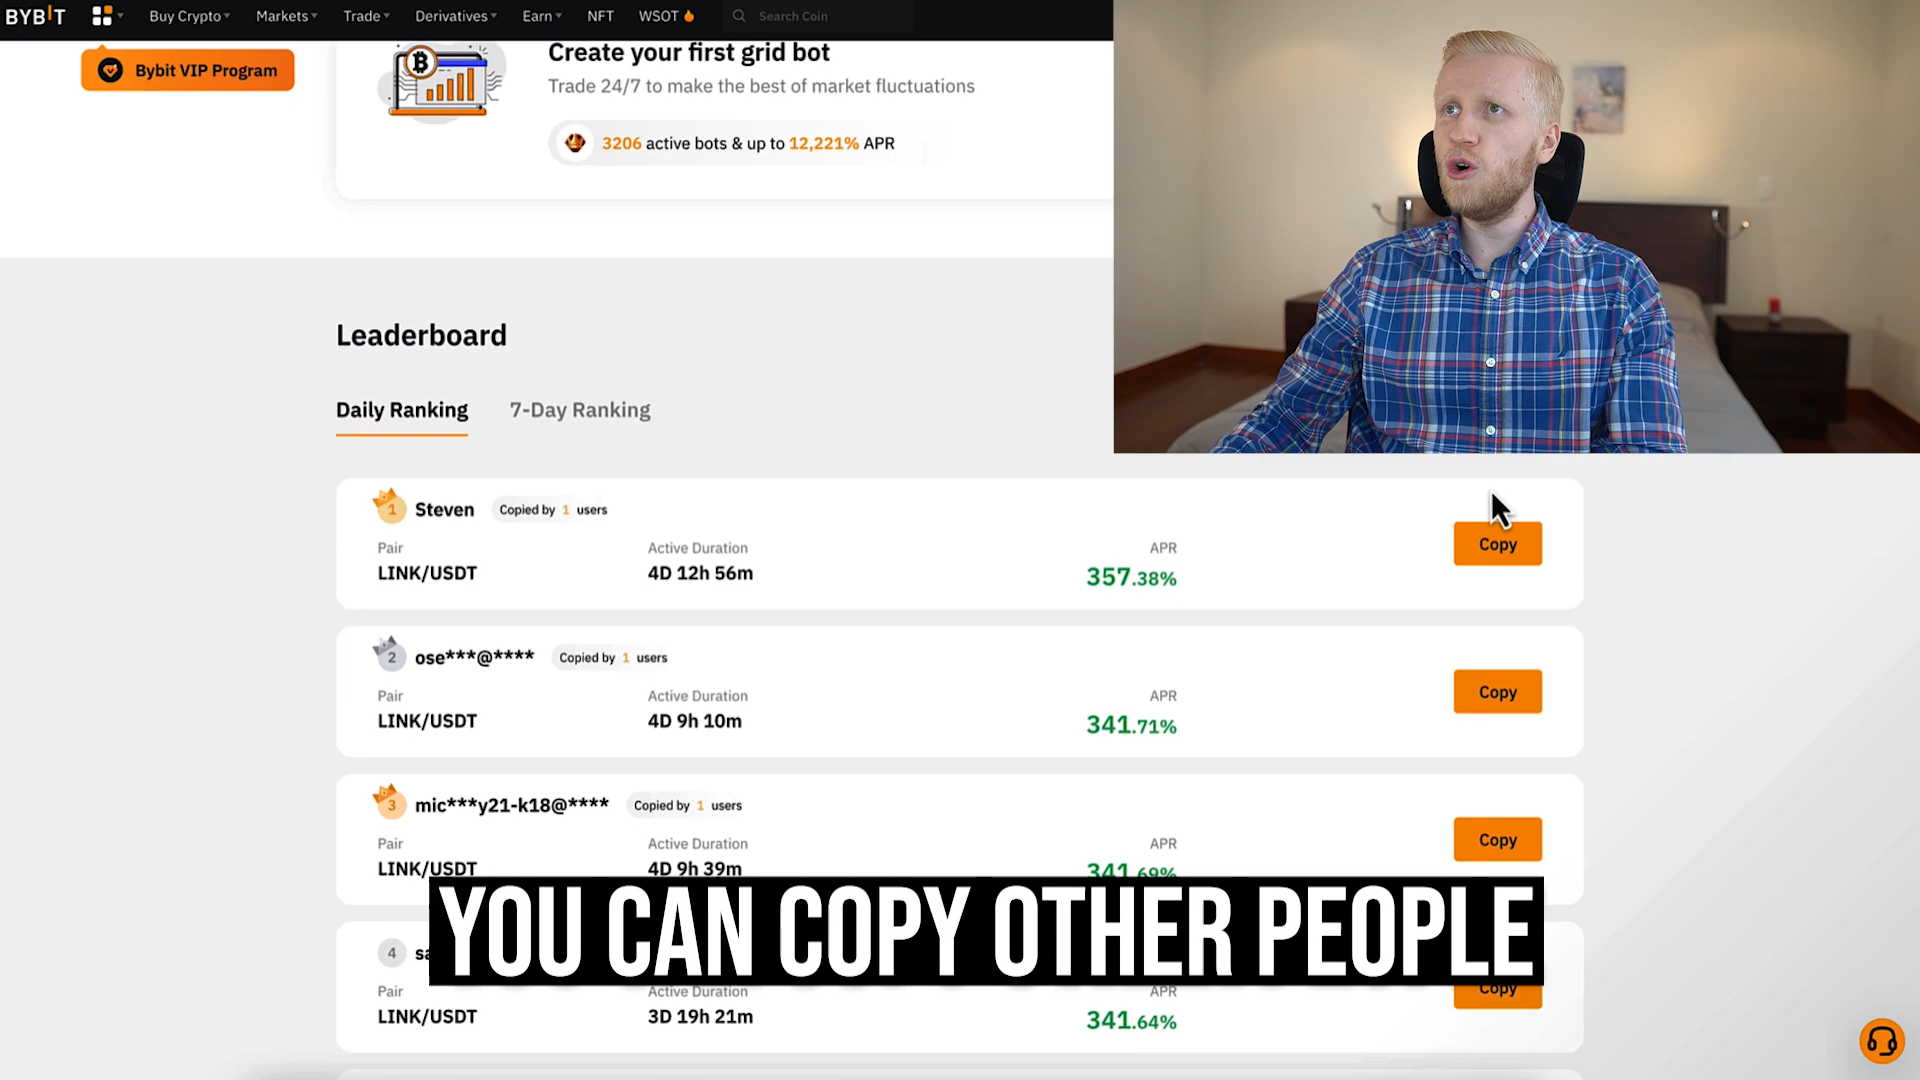 BYBIT Buy Crypto Markets Trade Derivatives Earn NFT WSOT Search Coin
Bybit VIP Program
Create your first grid bot
Trade 24/7 to make the best of market fluctuations
3206 active bots & up to 12,221% APR
Leaderboard
Daily Ranking 7-Day Ranking
1 Steven Copied by 1 users
Pair Active Duration APR
LINK/USDT 4D 12h 56m 357.38%
Copy
2 ose***@**** Copied by 1 users
Pair Active Duration APR
LINK/USDT 4D 9h 10m 341.71%
Copy
3 mic***y21-k18@**** Copied by 1 users
Pair Active Duration APR
LINK/USDT 4D 9h 39m 341.69%
Copy
YOU CAN COPY OTHER PEOPLE
4
Pair Active Duration APR
LINK/USDT 3D 19h 21m 341.64%
Copy